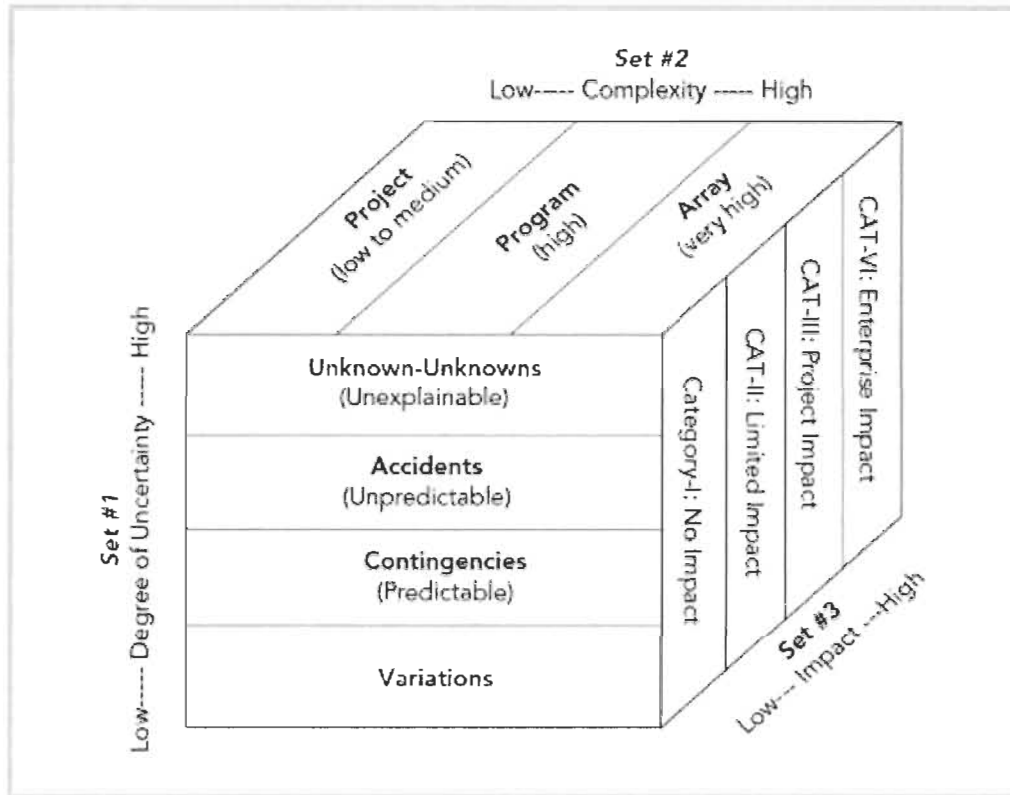 Set #2
Low----- Complexity ----- High
Project
(low to medium)
Program
(high)
Array
(very high)
Set #1
Low----- Degree of Uncertainty ----- High
Unknown-Unknowns
(Unexplainable)
Accidents
(Unpredictable)
Contingencies
(Predictable)
Variations
Category-I: No Impact
CAT-II: Limited Impact
CAT-III: Project Impact
CAT-VI: Enterprise Impact
Set #3
Low---- Impact ---High